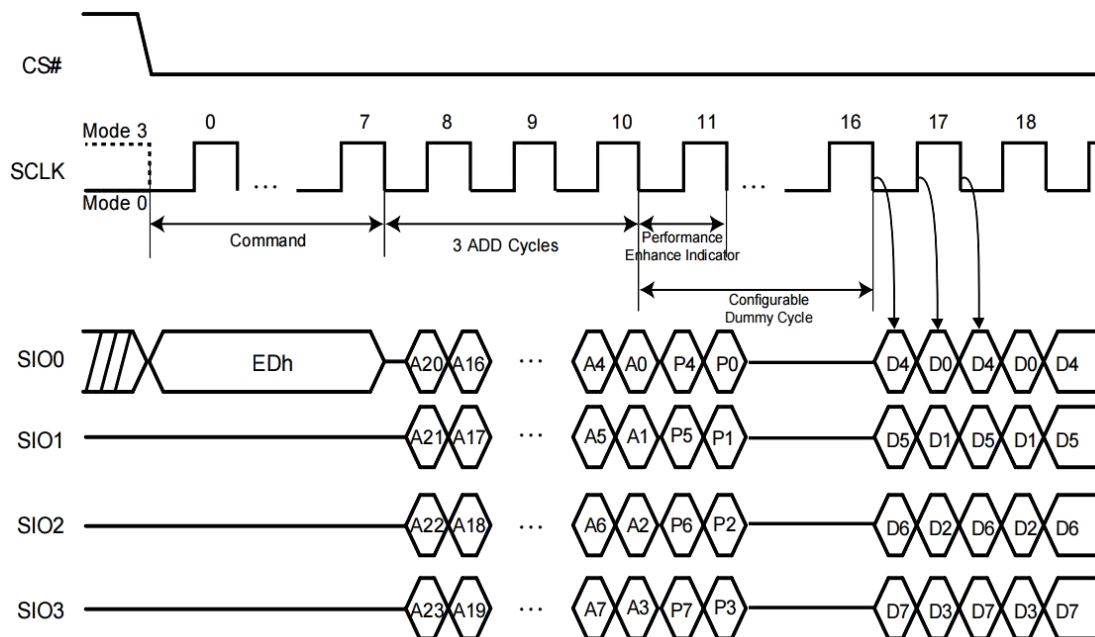 CS#
0 7 8 9 10 11 16 17 18
Mode 3
SCLK
... ...
Mode 0
Command
3 ADD Cycles
Performance
Enhance Indicator
Configurable
Dummy Cycle
SIO0 EDh A20 A16 ... A4 A0 P4 P0 D4 D0 D4 D0 D4
SIO1 A21 A17 ... A5 A1 P5 P1 D5 D1 D5 D1 D5
SIO2 A22 A18 ... A6 A2 P6 P2 D6 D2 D6 D2 D6
SIO3 A23 A19 ... A7 A3 P7 P3 D7 D3 D7 D3 D7